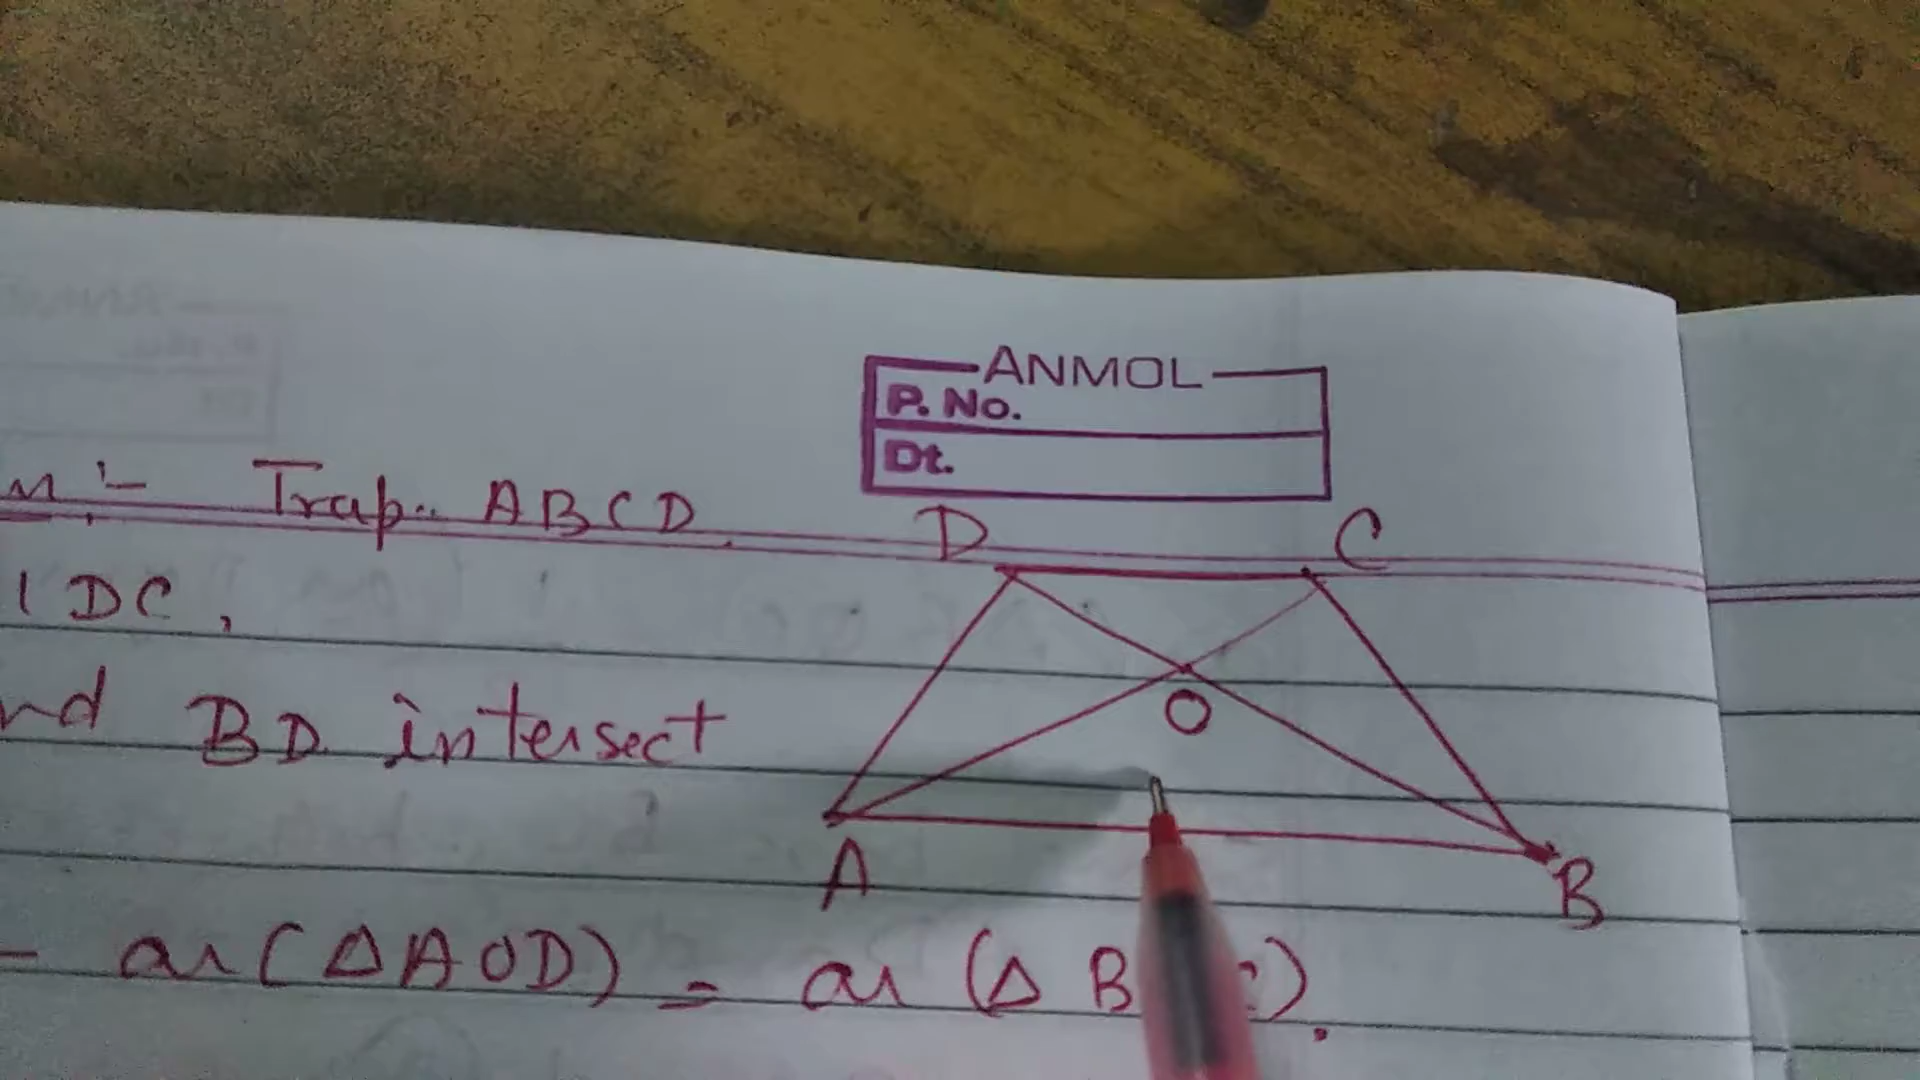 ANMOL
P. No.
Dt.
Trap. ABCD.
D C
DC,
BD intersect
O
A
B
ar (△AOD) = ar (△ B